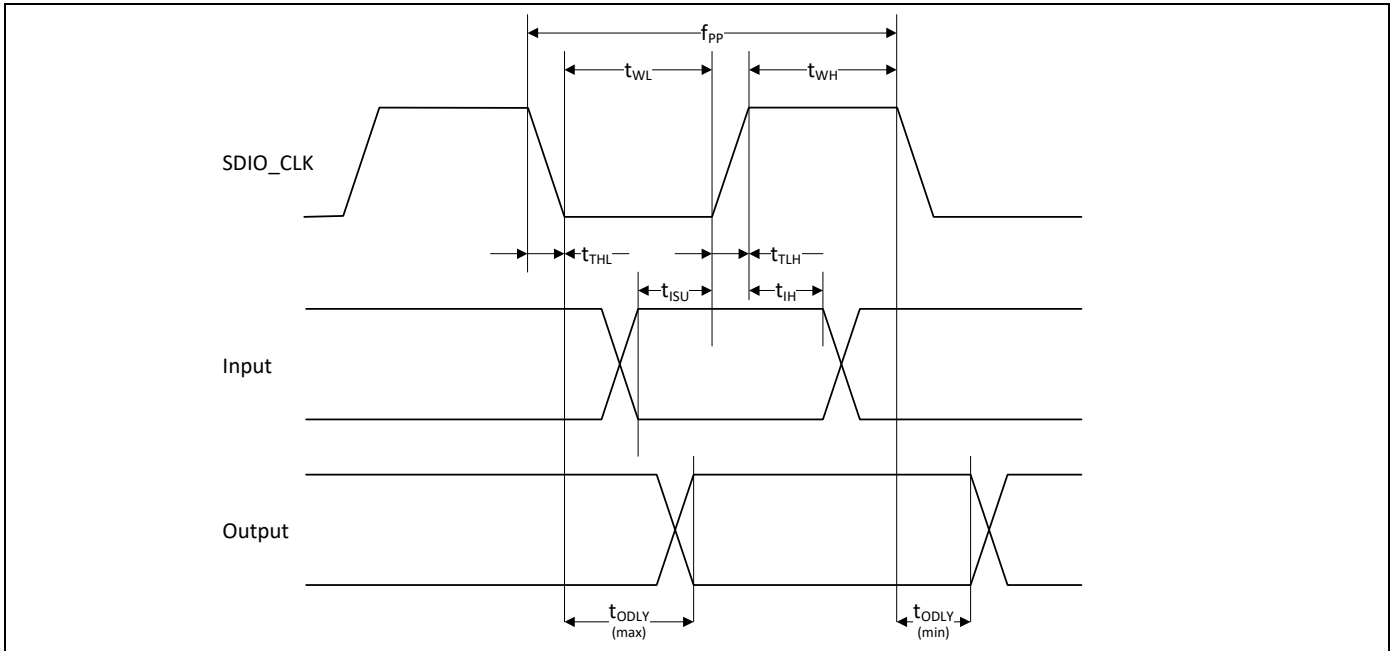 fPP
tWL
tWH
SDIO_CLK
tTHL
tTLH
tISU
tIH
Input
Output
tODLY
(max)
tODLY
(min)